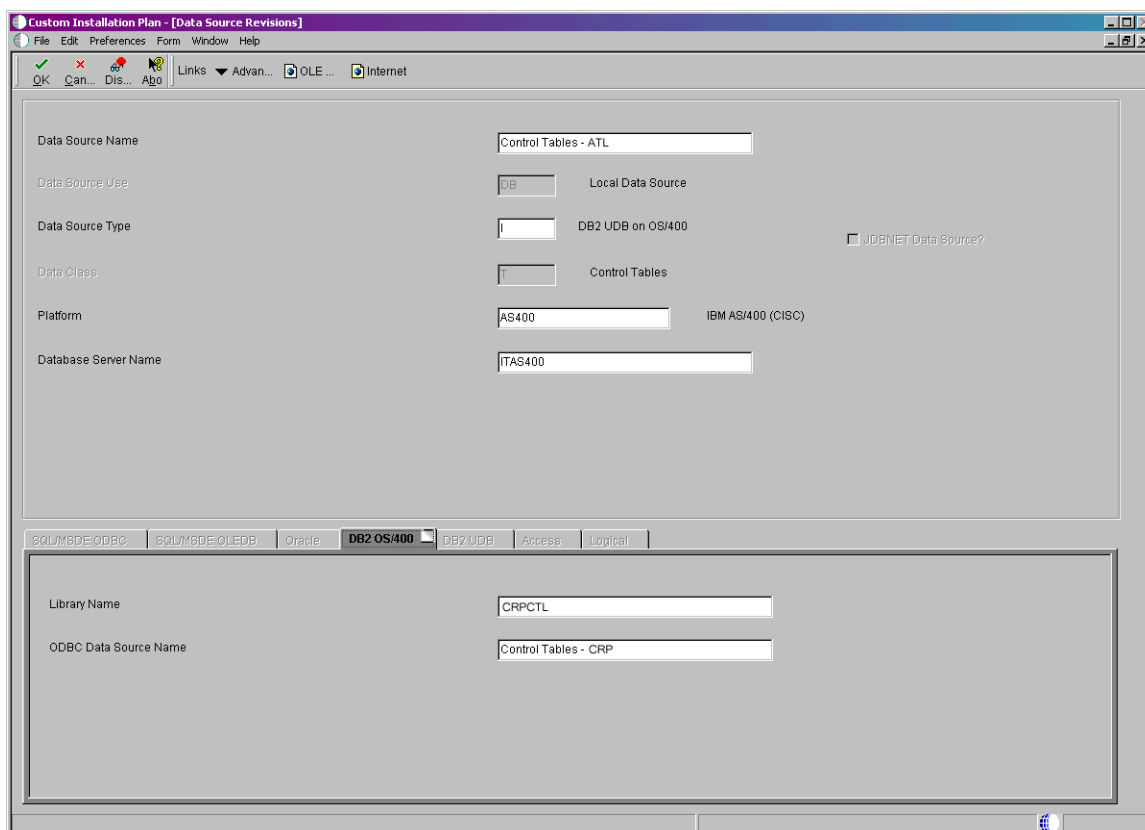 Custom Installation Plan - [Data Source Revisions]
File Edit Preferences Form Window Help
OK Can... Dis... Abo Links Advan... OLE ... Internet
Data Source Name Control Tables - ATL
Data Source Use DB Local Data Source
Data Source Type I DB2 UDB on OS/400
JDBNET Data Source?
Data Class T Control Tables
Platform AS400 IBM AS/400 (CISC)
Database Server Name ITAS400
SQL/MSDE ODBC SQL/MSDE OLEDB Oracle DB2 OS/400 DB2 UDB Access Logical
Library Name CRPCTL
ODBC Data Source Name Control Tables - CRP